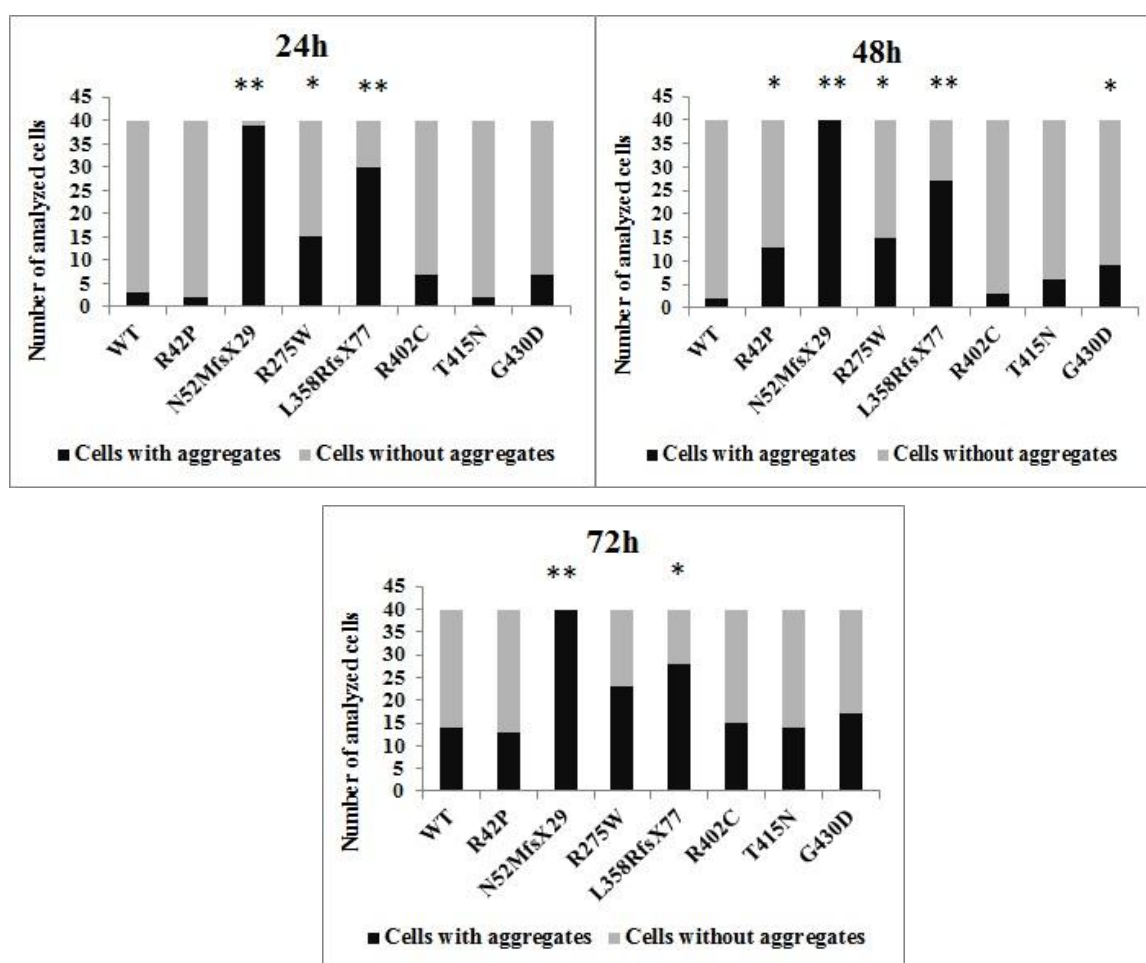 24h
** * **
Number of analyzed cells
45
40
35
30
25
20
15
10
5
0
WT
R42P
N52MfsX29
R275W
L358RfsX77
R402C
T415N
G430D
Cells with aggregates Cells without aggregates
48h
* ** * ** *
Number of analyzed cells
45
40
35
30
25
20
15
10
5
0
WT
R42P
N52MfsX29
R275W
L358RfsX77
R402C
T415N
G430D
Cells with aggregates Cells without aggregates
72h
** *
Number of analyzed cells
45
40
35
30
25
20
15
10
5
0
WT
R42P
N52MfsX29
R275W
L358RfsX77
R402C
T415N
G430D
Cells with aggregates Cells without aggregates